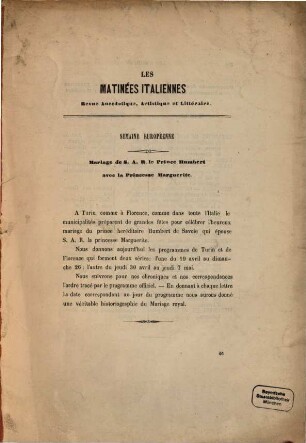 LES
MATINÉES ITALIENNES
Revue Anecdotique, Artistique et Littéraire.
SEMAINE EUROPÉENNE
Mariage de S. A. R. le Prince Humbert
avec la Princesse Marguerite.
A Turin, comme à Florence, comme dans toute l'Italie le
municipalités préparent de grandes fêtes pour célébrer l'heureux
mariage du prince héréditaire Humbert de Savoie qui épouse
S. A. R. la princesse Marguerite.
Nous donnons aujourd'hui les programmes de Turin et de
Florence qui forment deux séries: l'une du 19 avril au diman-
che 26; l'autre du jeudi 30 avril au jeudi 7 mai.
Nous suivrons pour nos chroniques et nos correspondances
l'ordre tracé par le programme officiel. — En donnant à chaque lettre
la date correspondant au jour du programme nous aurons donné
une véritable historiographie du Mariage royal.
Bayerische
Staatsbibliothek
München